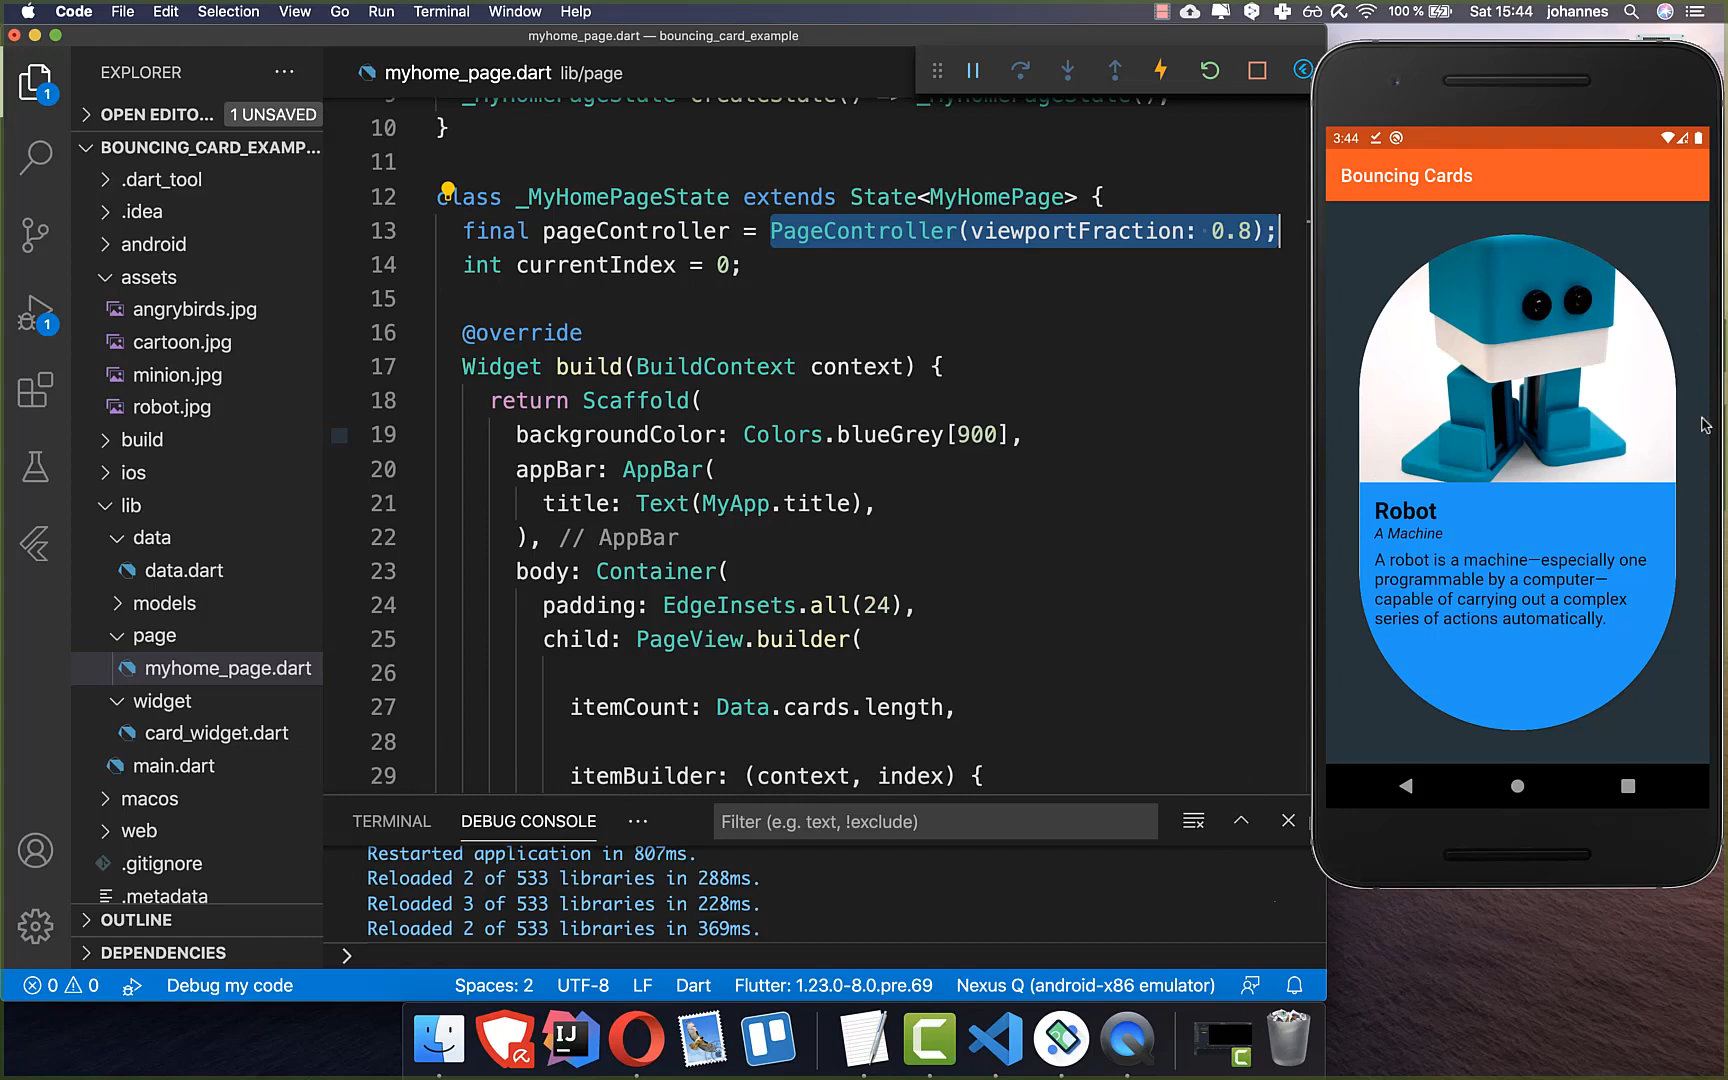 Code File Edit Selection View Go Run Terminal Window Help
100 % Sat 15:44 johannes
myhome_page.dart — bouncing_card_example
EXPLORER
OPEN EDITO... 1 UNSAVED
BOUNCING_CARD_EXAMP...
.dart_tool
.idea
android
assets
angrybirds.jpg
cartoon.jpg
minion.jpg
robot.jpg
build
ios
lib
data
data.dart
models
page
myhome_page.dart
widget
card_widget.dart
main.dart
macos
web
.gitignore
.metadata
OUTLINE
DEPENDENCIES
1
1
myhome_page.dart lib/page
9 _MyHomePageState createState() => _MyHomePageState();
10 }
11
12 class _MyHomePageState extends State<MyHomePage> {
13 final pageController = PageController(viewportFraction: 0.8);
14 int currentIndex = 0;
15
16 @override
17 Widget build(BuildContext context) {
18 return Scaffold(
19 backgroundColor: Colors.blueGrey[900],
20 appBar: AppBar(
21 title: Text(MyApp.title),
22 ), // AppBar
23 body: Container(
24 padding: EdgeInsets.all(24),
25 child: PageView.builder(
26
27 itemCount: Data.cards.length,
28
29 itemBuilder: (context, index) {
TERMINAL DEBUG CONSOLE Filter (e.g. text, !exclude)
Restarted application in 807ms.
Reloaded 2 of 533 libraries in 288ms.
Reloaded 3 of 533 libraries in 228ms.
Reloaded 2 of 533 libraries in 369ms.
0 0 Debug my code Spaces: 2 UTF-8 LF Dart Flutter: 1.23.0-8.0.pre.69 Nexus Q (android-x86 emulator)
3:44
Bouncing Cards
Robot
A Machine
A robot is a machine—especially one
programmable by a computer—
capable of carrying out a complex
series of actions automatically.
IJ